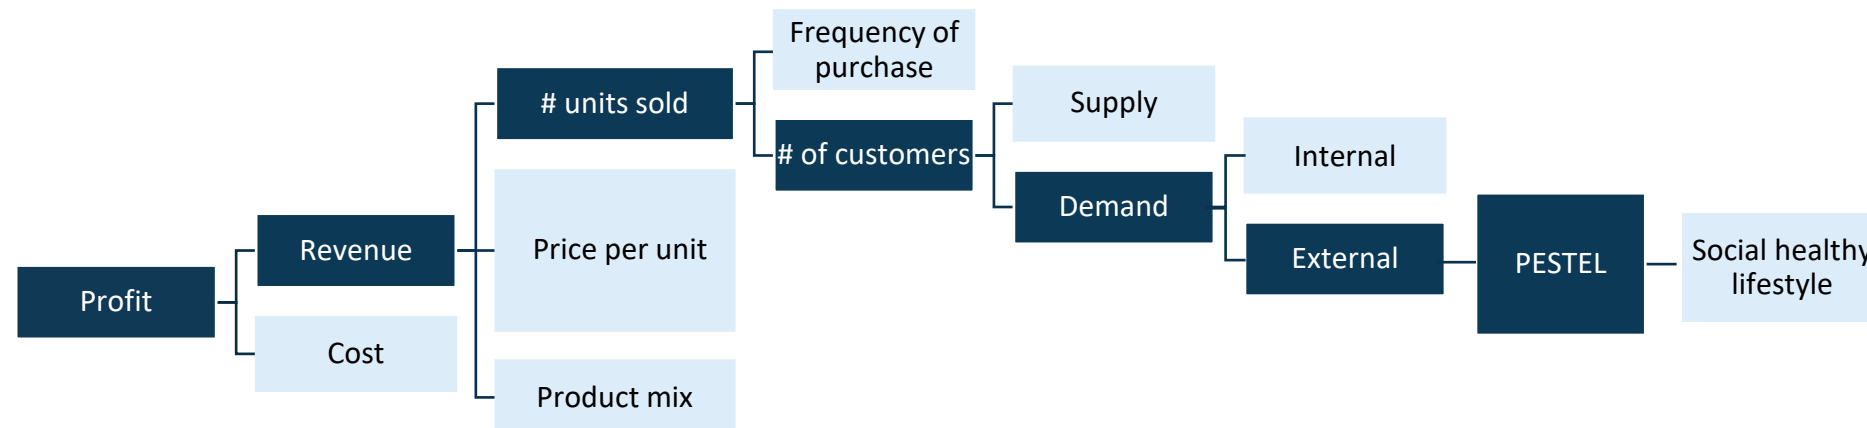 Frequency of
purchase
# units sold
Supply
# of customers
Internal
Demand
Price per unit
Revenue
External
PESTEL
Social healthy
lifestyle
Profit
Cost
Product mix